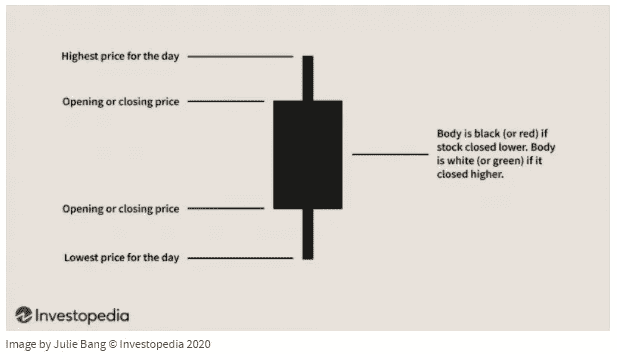 Highest price for the day
Opening or closing price
Body is black (or red) if
stock closed lower. Body
is white (or green) if it
closed higher.
Opening or closing price
Lowest price for the day
Investopedia
Image by Julie Bang © Investopedia 2020